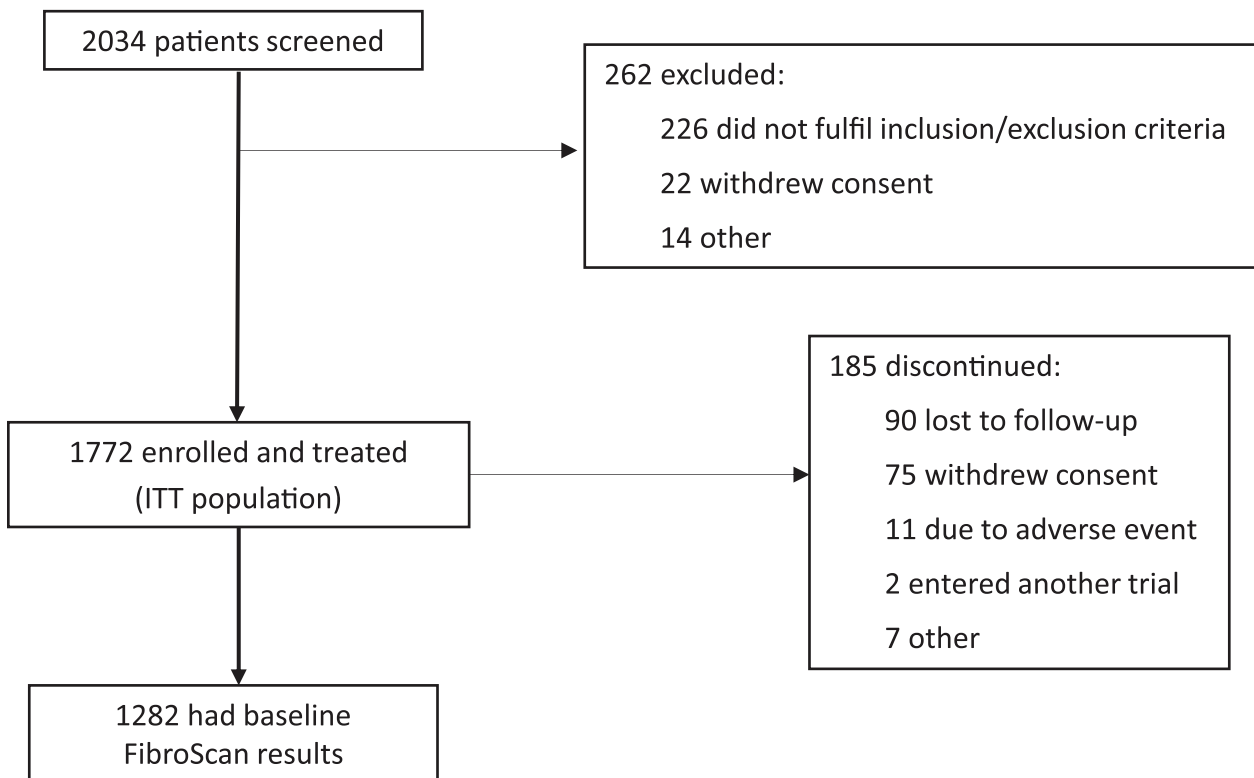 2034 patients screened
262 excluded:
226 did not fulfil inclusion/exclusion criteria
22 withdrew consent
14 other
185 discontinued:
90 lost to follow-up
75 withdrew consent
11 due to adverse event
2 entered another trial
7 other
1772 enrolled and treated
(ITT population)
1282 had baseline
FibroScan results